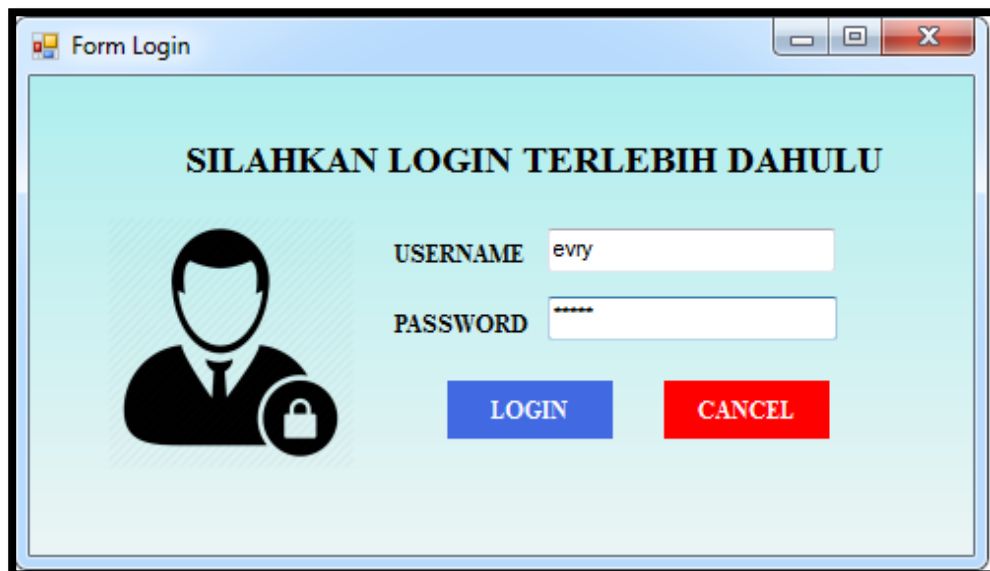 Form Login
SILAHKAN LOGIN TERLEBIH DAHULU
USERNAME evry
PASSWORD *****
LOGIN CANCEL